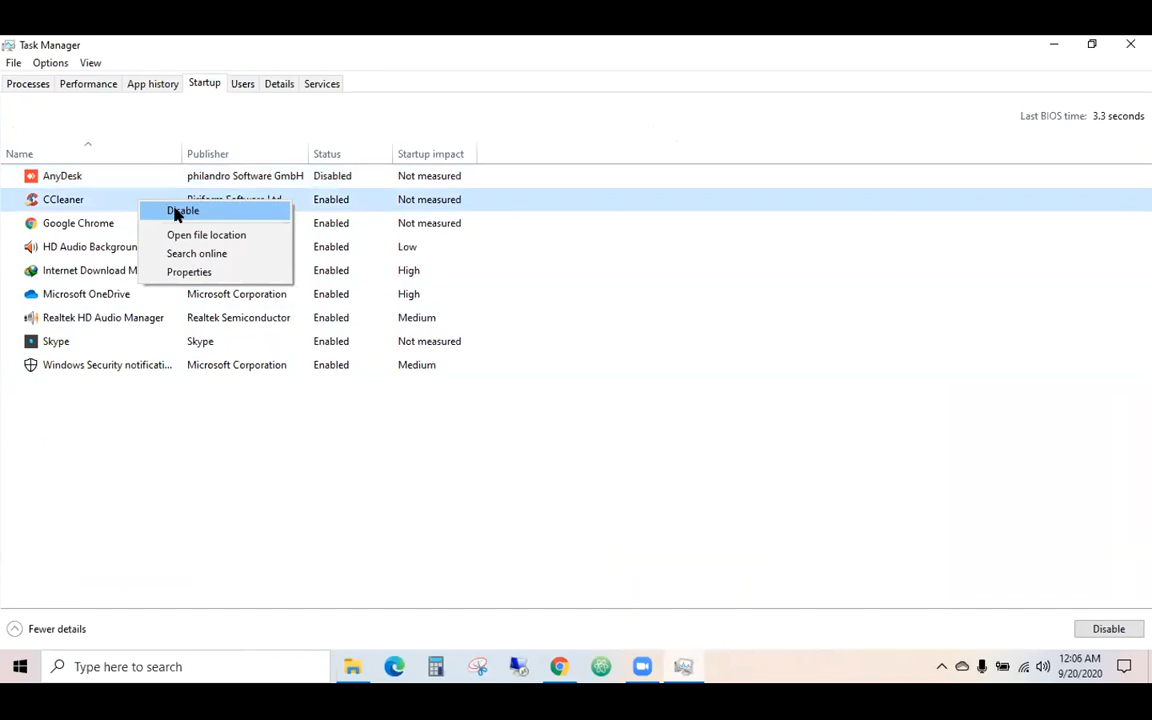 Task Manager
File Options View
Processes Performance App history Startup Users Details Services
Last BIOS time: 3.3 seconds
Name Publisher Status Startup impact
AnyDesk philandro Software GmbH Disabled Not measured
CCleaner Piriform Software Ltd Enabled Not measured
Disable
Google Chrome Enabled Not measured
Open file location
HD Audio Backgroun Enabled Low
Search online
Internet Download M Enabled High
Properties
Microsoft OneDrive Microsoft Corporation Enabled High
Realtek HD Audio Manager Realtek Semiconductor Enabled Medium
Skype Skype Enabled Not measured
Windows Security notificati... Microsoft Corporation Enabled Medium
Fewer details Disable
Type here to search
12:06 AM
9/20/2020